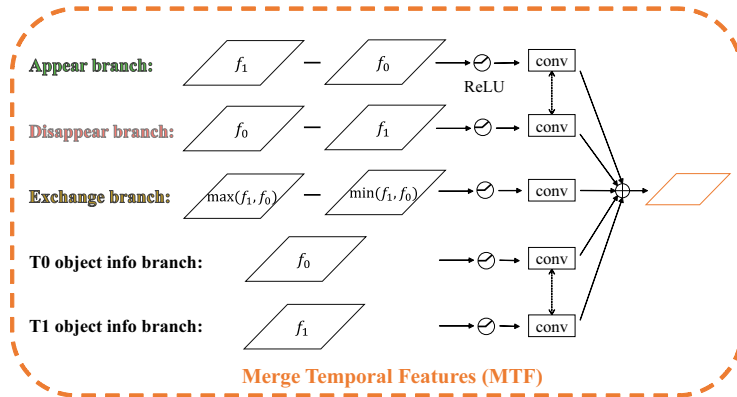 Appear branch: f₁ − f₀ conv
ReLU
Disappear branch: f₀ − f₁ conv
Exchange branch: max(f₁, f₀) − min(f₁, f₀) conv
T0 object info branch: f₀ conv
T1 object info branch: f₁ conv
Merge Temporal Features (MTF)